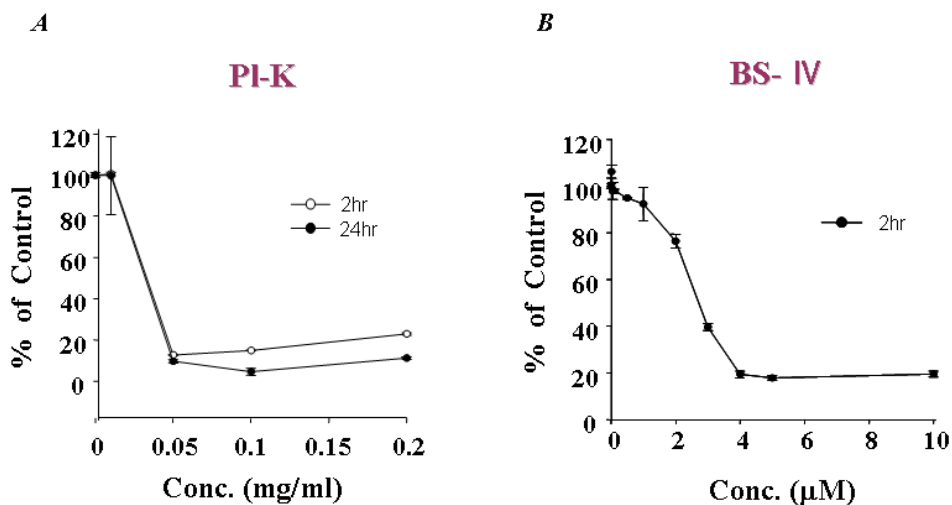 A
Pl-K
120
100
80
60
40
20
0
% of Control
2hr
24hr
0
0.05
0.1
0.15
0.2
Conc. (mg/ml)
B
BS- Ⅳ
120
100
80
60
40
20
0
% of Control
2hr
0
2
4
6
8
10
Conc. (μM)